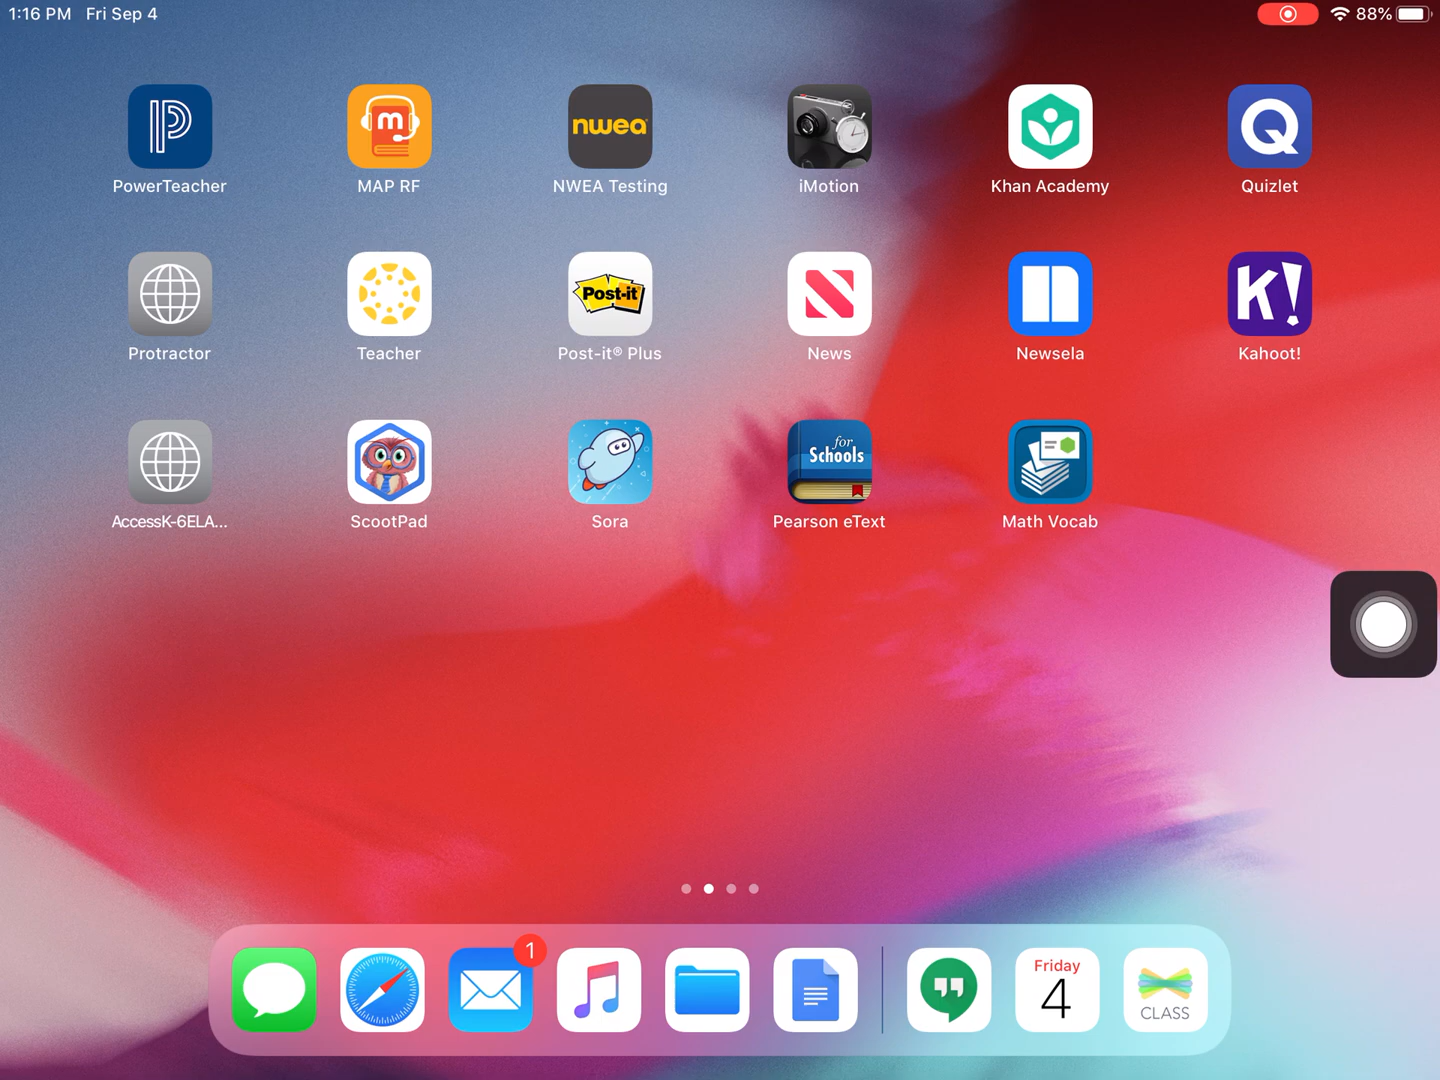 1:16 PM Fri Sep 4
88%
nwea
PowerTeacher
MAP RF
NWEA Testing
iMotion
Khan Academy
Quizlet
Post-it
K!
Protractor
Teacher
Post-it® Plus
News
Newsela
Kahoot!
for
Schools
AccessK-6ELA...
ScootPad
Sora
Pearson eText
Math Vocab
1
Friday
4
CLASS